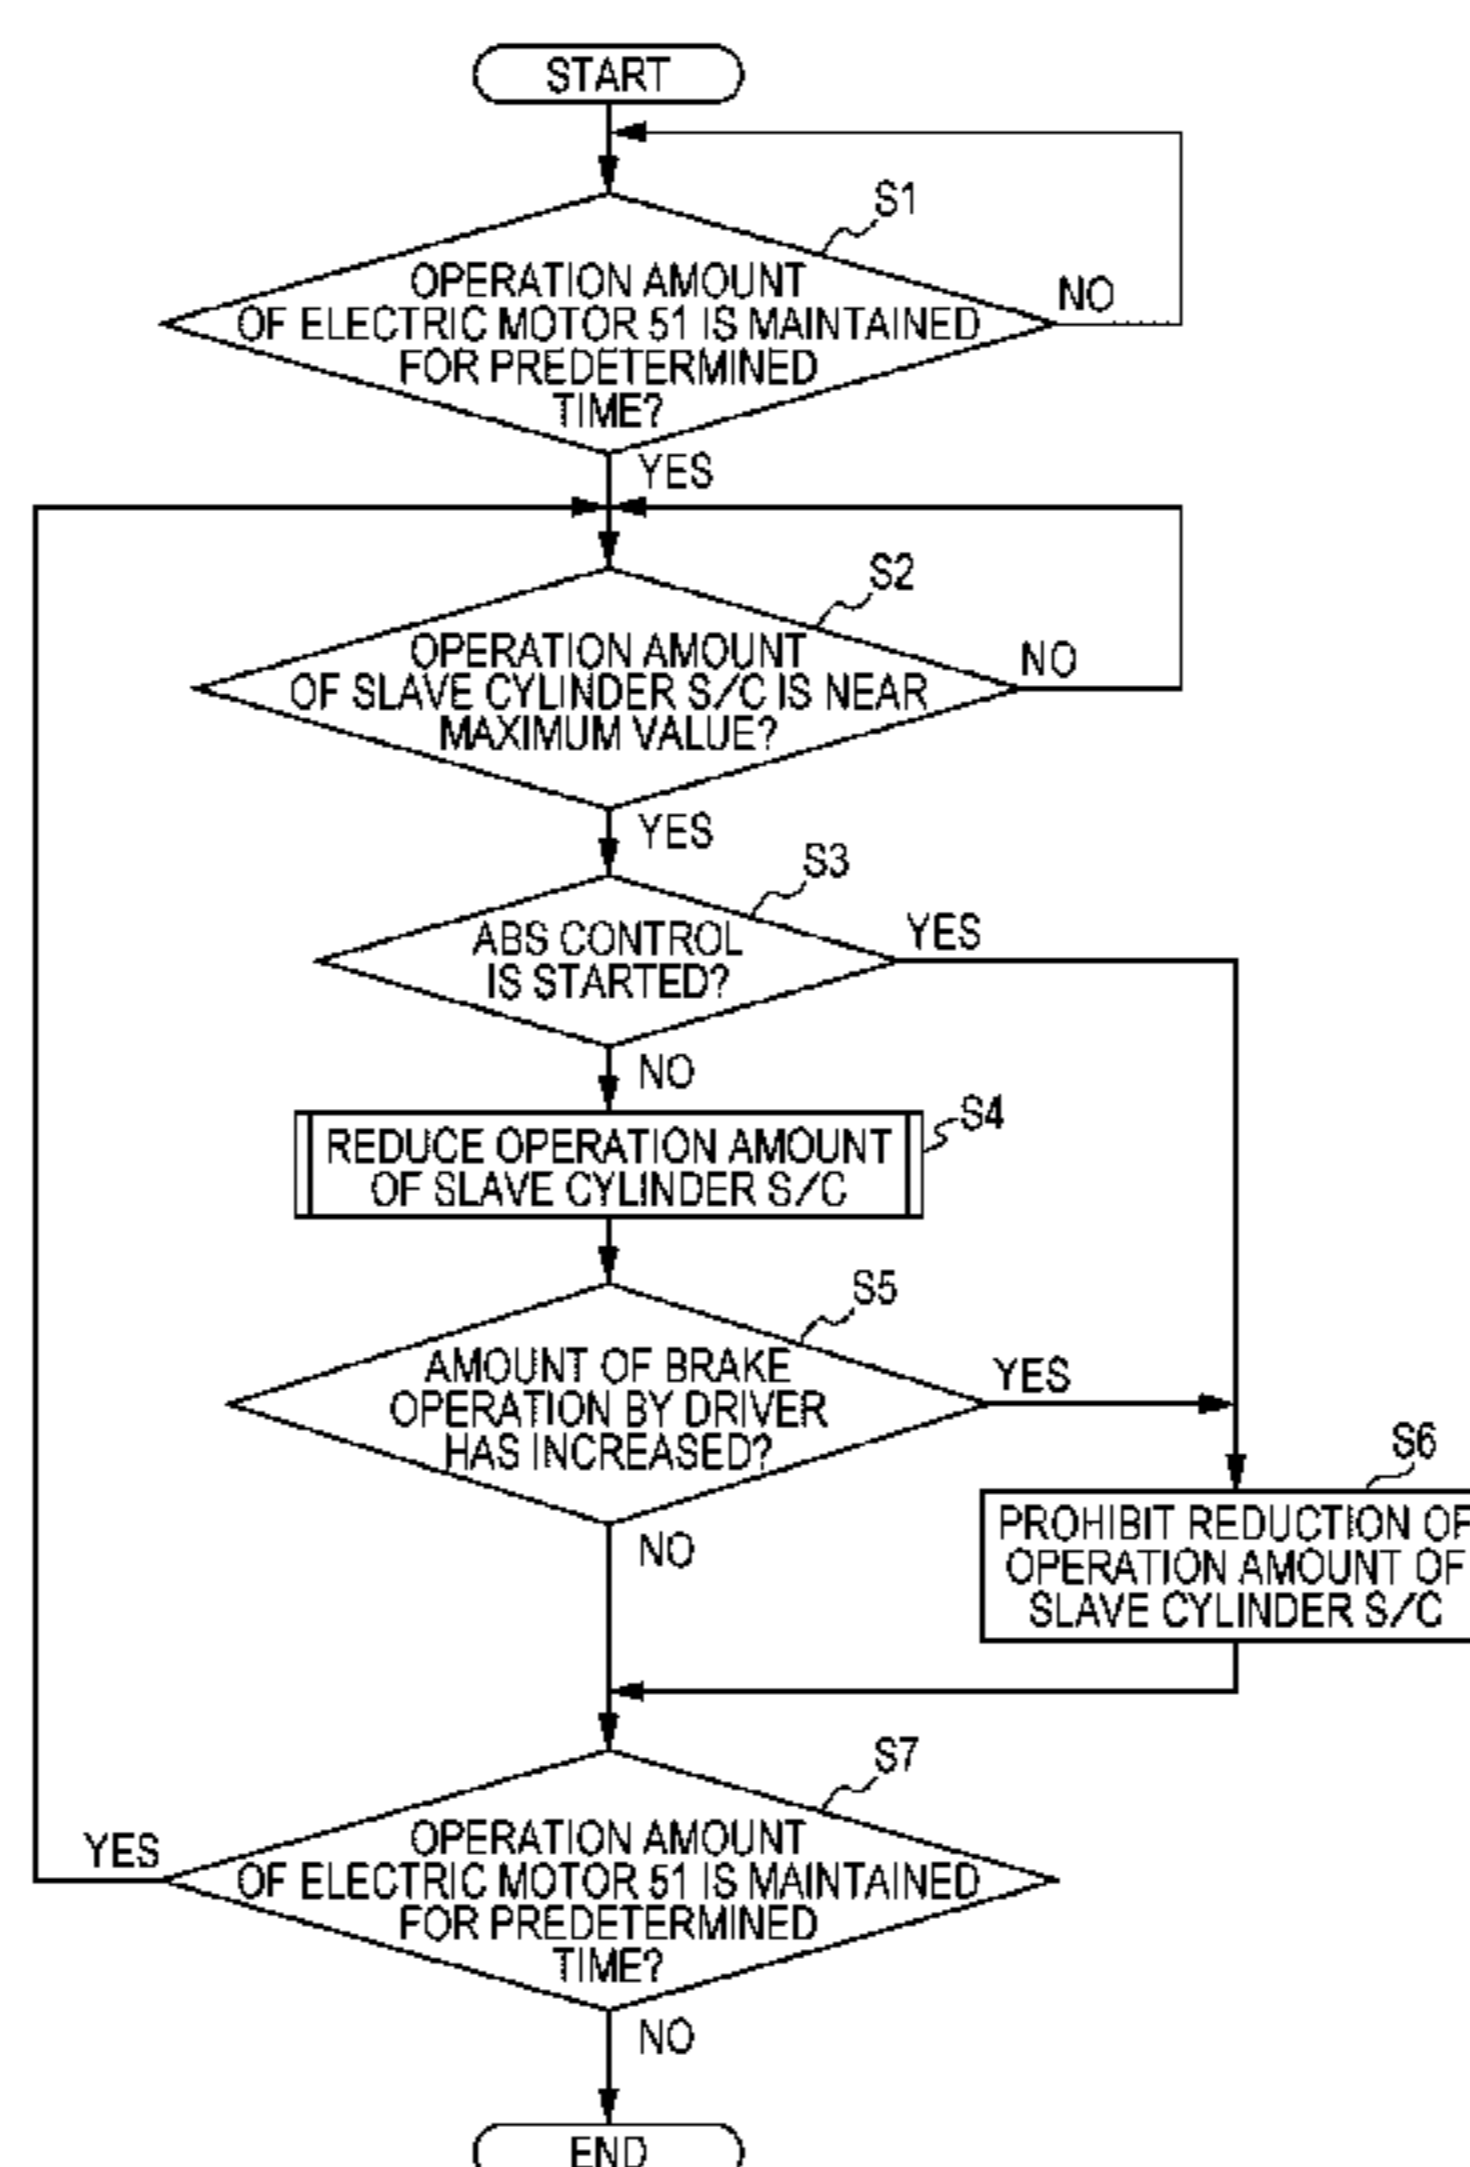 START
S1
OPERATION AMOUNT
OF ELECTRIC MOTOR 51 IS MAINTAINED
FOR PREDETERMINED
TIME?
NO
YES
S2
OPERATION AMOUNT
OF SLAVE CYLINDER S/C IS NEAR
MAXIMUM VALUE?
NO
YES
S3
ABS CONTROL
IS STARTED?
YES
NO
S4
REDUCE OPERATION AMOUNT
OF SLAVE CYLINDER S/C
S5
AMOUNT OF BRAKE
OPERATION BY DRIVER
HAS INCREASED?
YES
NO
S6
PROHIBIT REDUCTION OF
OPERATION AMOUNT OF
SLAVE CYLINDER S/C
S7
OPERATION AMOUNT
OF ELECTRIC MOTOR 51 IS MAINTAINED
FOR PREDETERMINED
TIME?
YES
NO
END